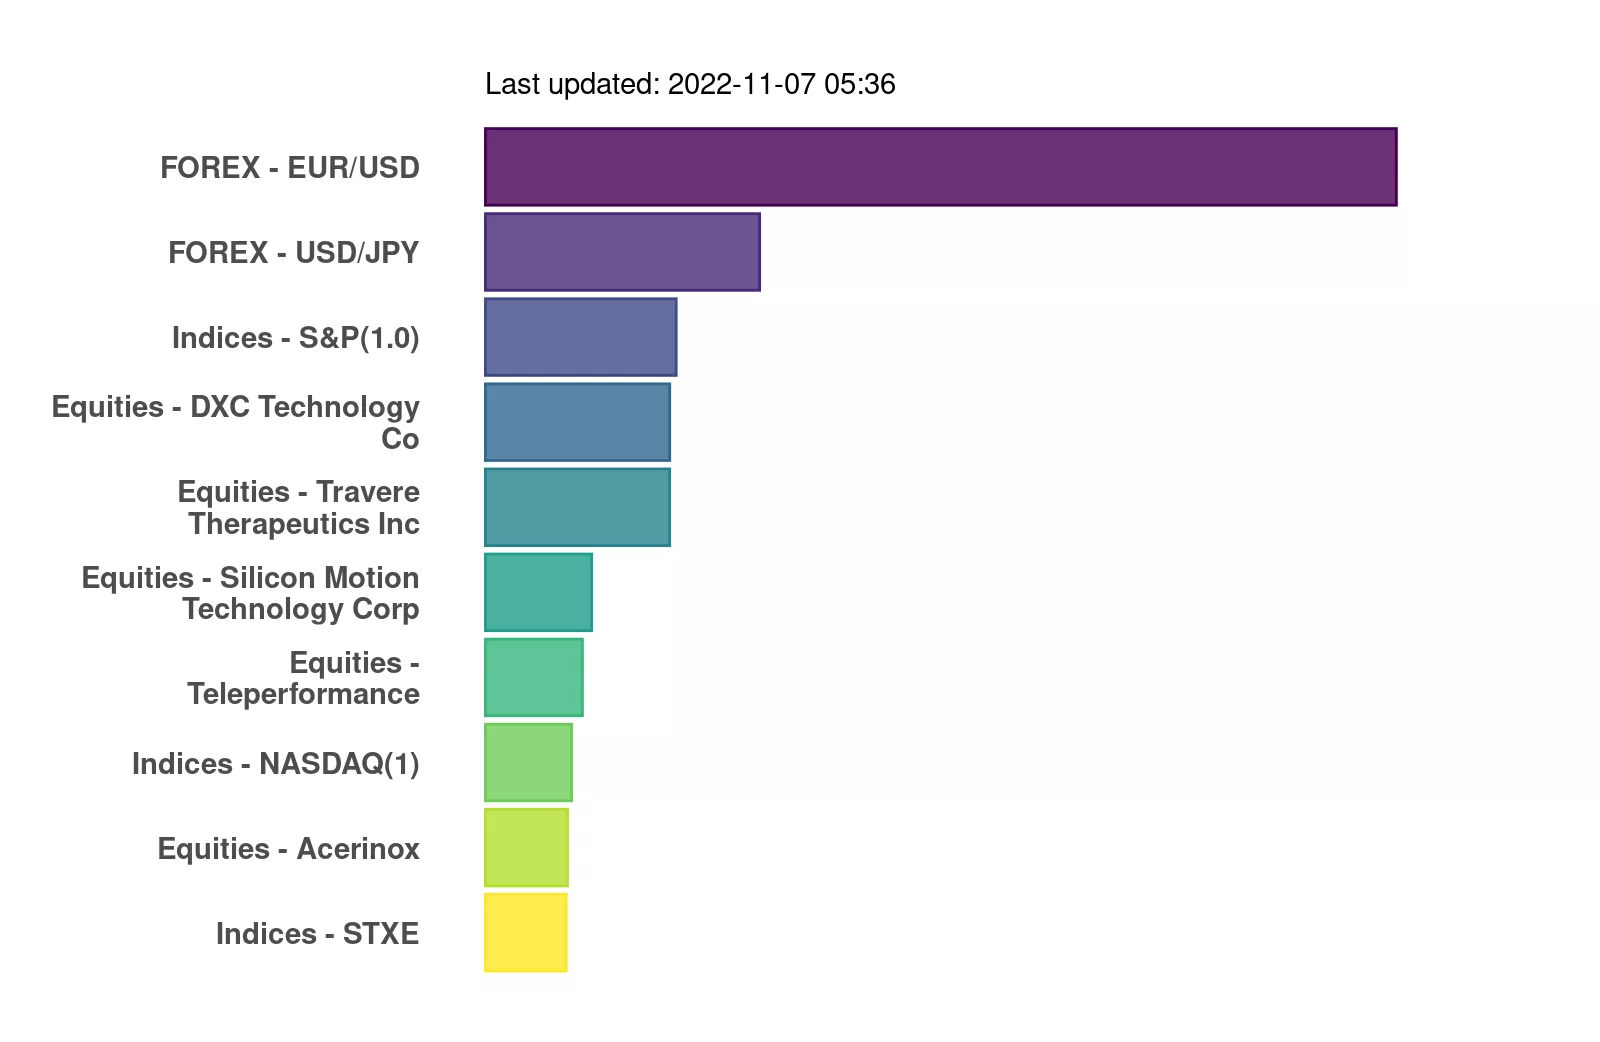 Last updated: 2022-11-07 05:36
FOREX - EUR/USD
FOREX - USD/JPY
Indices - S&P(1.0)
Equities - DXC Technology
Co
Equities - Travere
Therapeutics Inc
Equities - Silicon Motion
Technology Corp
Equities -
Teleperformance
Indices - NASDAQ(1)
Equities - Acerinox
Indices - STXE